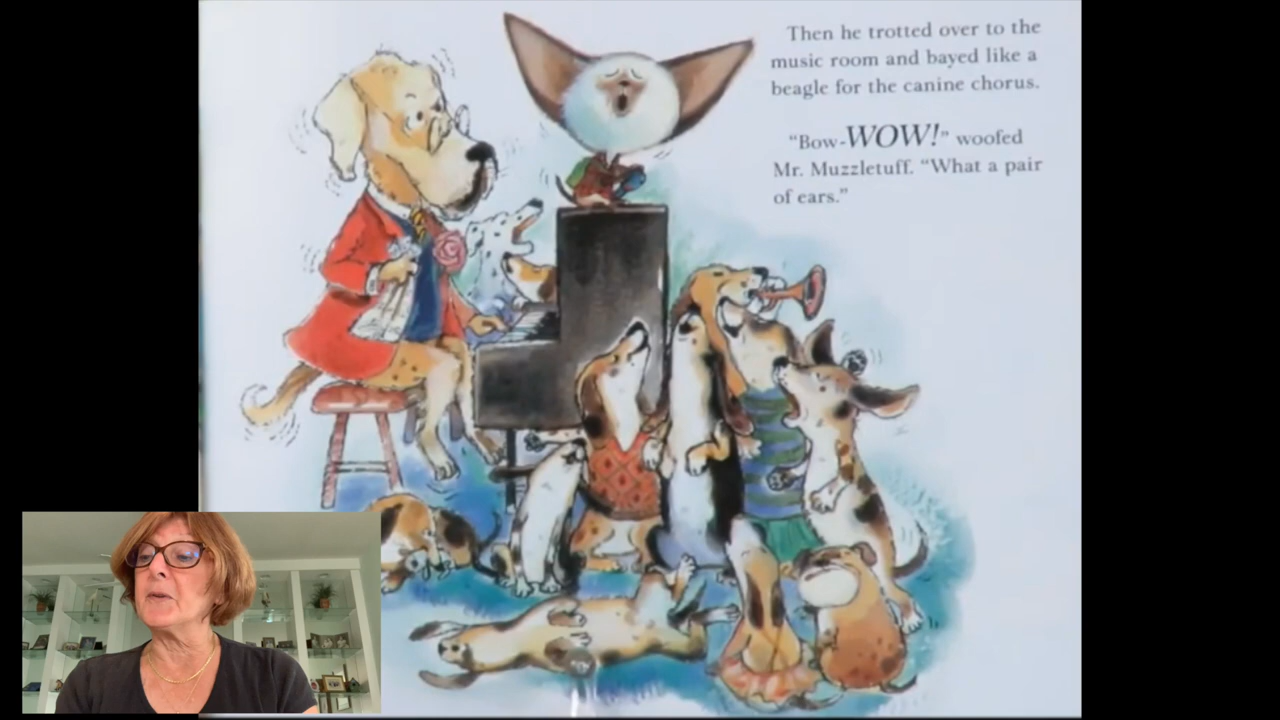 Then he trotted over to the
music room and bayed like a
beagle for the canine chorus.
“Bow-WOW!” woofed
Mr. Muzzletuff. “What a pair
of ears.”